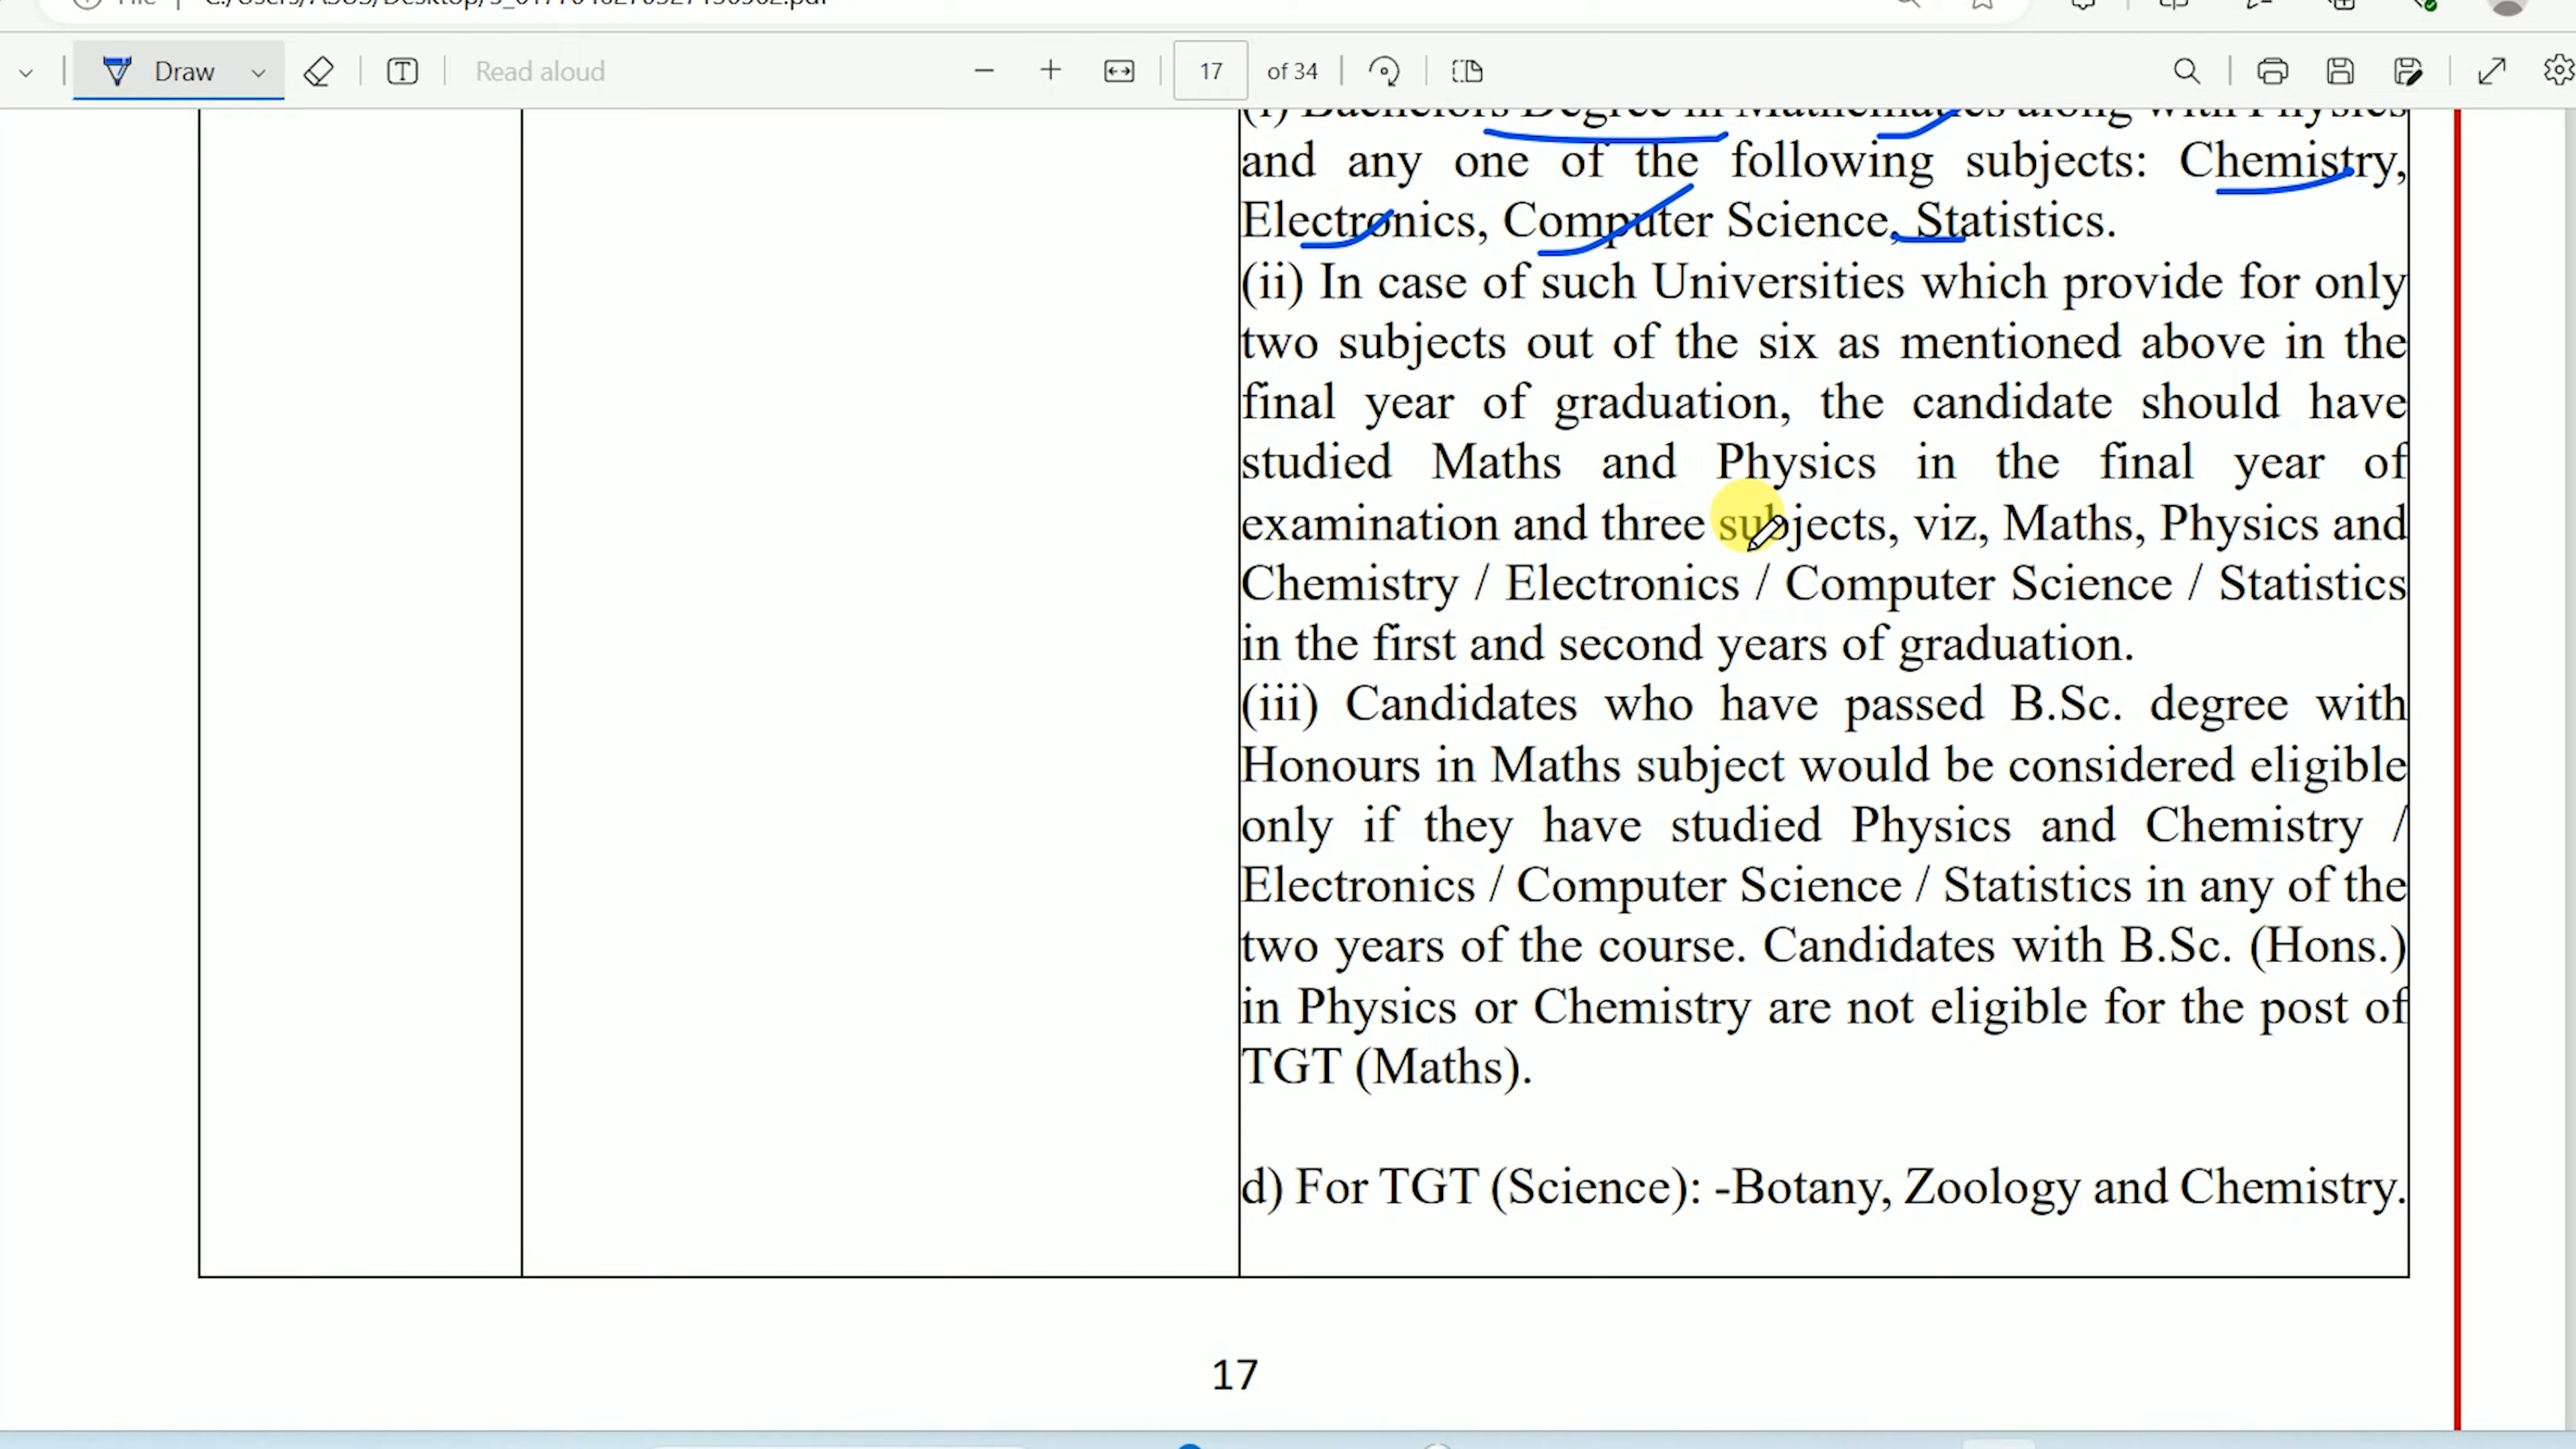 Draw
Read aloud
17 of 34
(i) Bachelors Degree in Mathematics along with Physics
and any one of the following subjects: Chemistry,
Electronics, Computer Science, Statistics.
(ii) In case of such Universities which provide for only
two subjects out of the six as mentioned above in the
final year of graduation, the candidate should have
studied Maths and Physics in the final year of
examination and three subjects, viz, Maths, Physics and
Chemistry / Electronics / Computer Science / Statistics
in the first and second years of graduation.
(iii) Candidates who have passed B.Sc. degree with
Honours in Maths subject would be considered eligible
only if they have studied Physics and Chemistry /
Electronics / Computer Science / Statistics in any of the
two years of the course. Candidates with B.Sc. (Hons.)
in Physics or Chemistry are not eligible for the post of
TGT (Maths).
d) For TGT (Science): -Botany, Zoology and Chemistry.
17